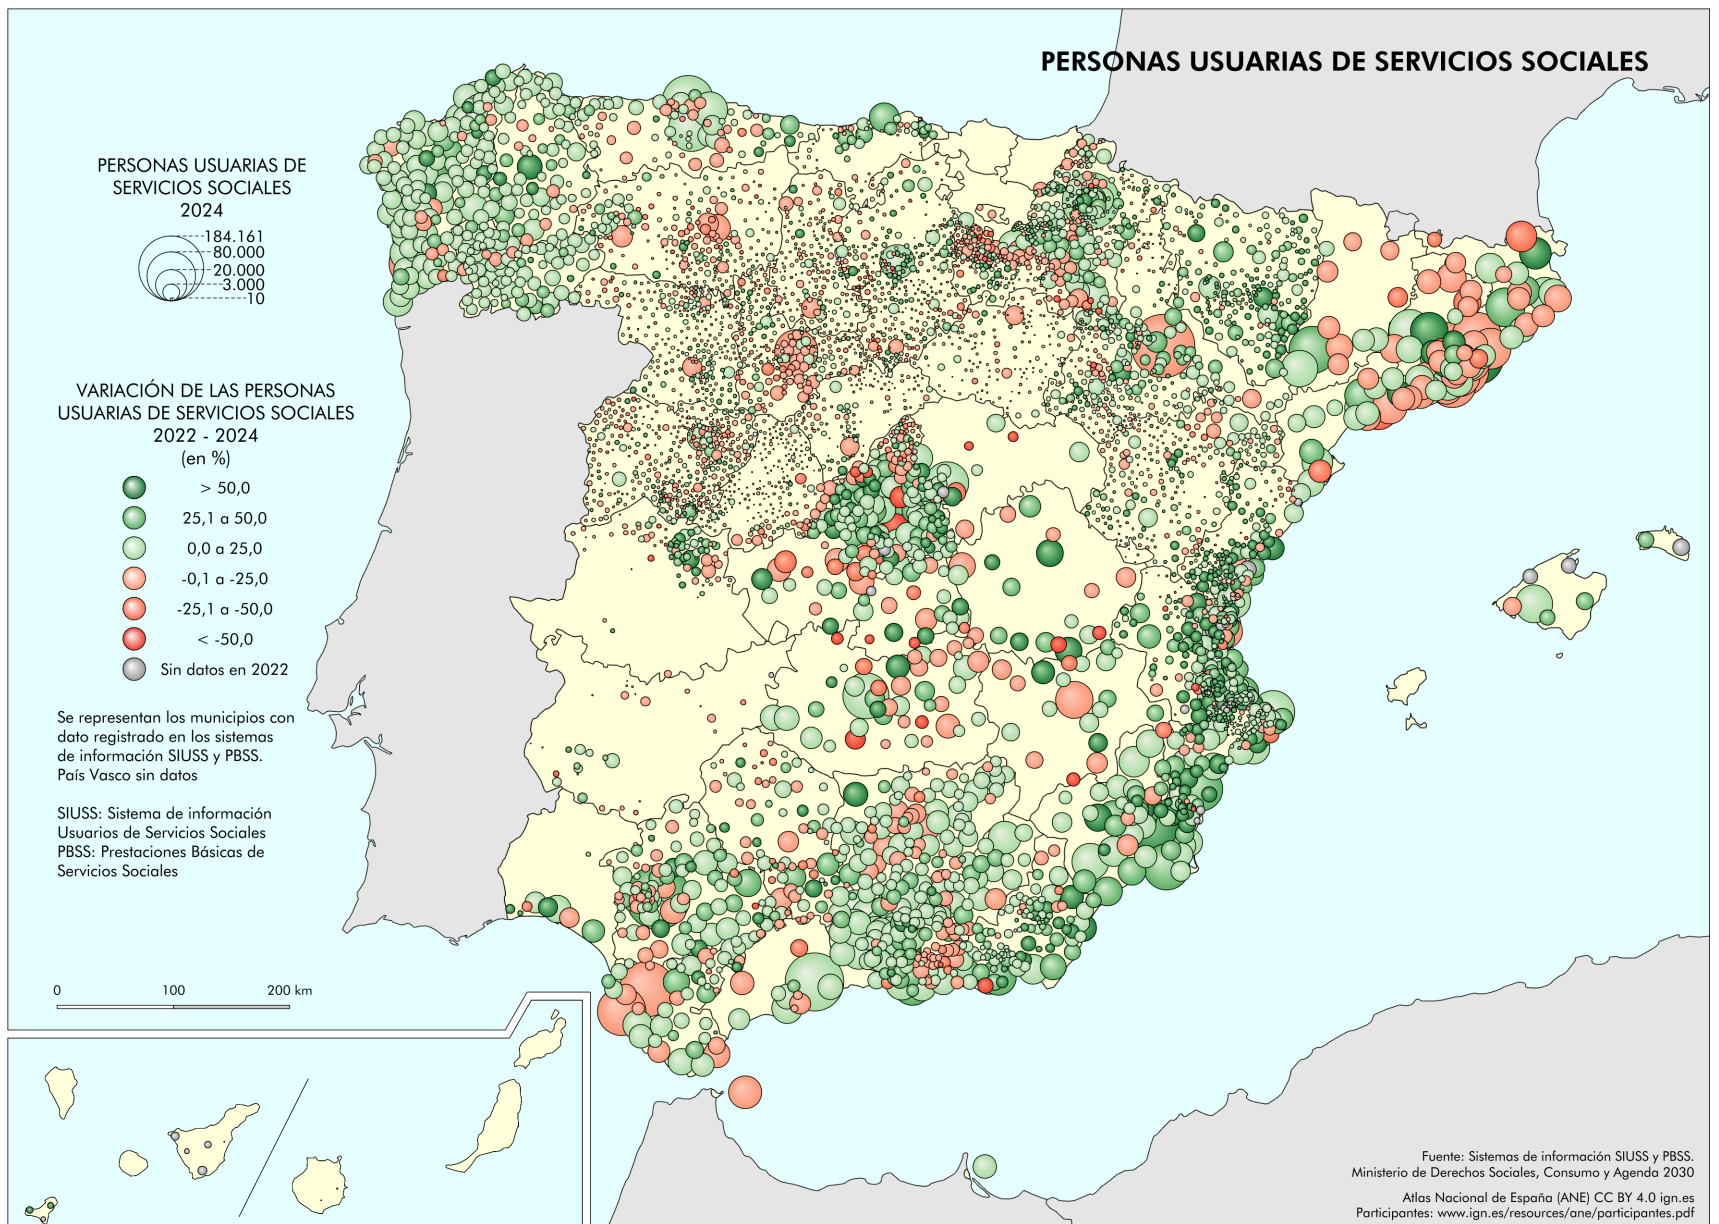 PERSONAS USUARIAS DE SERVICIOS SOCIALES
PERSONAS USUARIAS DE
SERVICIOS SOCIALES
2024
184.161
80.000
20.000
3.000
10
VARIACIÓN DE LAS PERSONAS
USUARIAS DE SERVICIOS SOCIALES
2022 - 2024
(en %)
> 50,0
25,1 a 50,0
0,0 a 25,0
-0,1 a -25,0
-25,1 a -50,0
< -50,0
Sin datos en 2022
Se representan los municipios con
dato registrado en los sistemas
de información SIUSS y PBSS.
País Vasco sin datos
SIUSS: Sistema de información
Usuarios de Servicios Sociales
PBSS: Prestaciones Básicas de
Servicios Sociales
0 100 200 km
Fuente: Sistemas de información SIUSS y PBSS.
Ministerio de Derechos Sociales, Consumo y Agenda 2030
Atlas Nacional de España (ANE) CC BY 4.0 ign.es
Participantes: www.ign.es/resources/ane/participantes.pdf